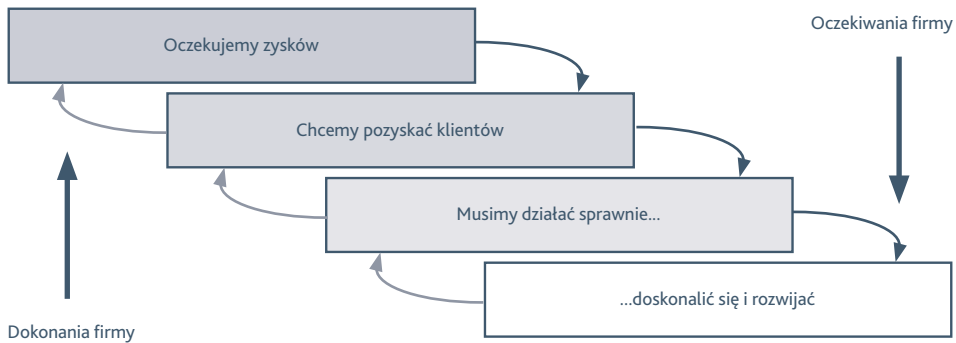 Oczekiwania firmy
Oczekujemy zysków
Chcemy pozyskać klientów
Musimy działać sprawnie...
...doskonalić się i rozwijać
Dokonania firmy